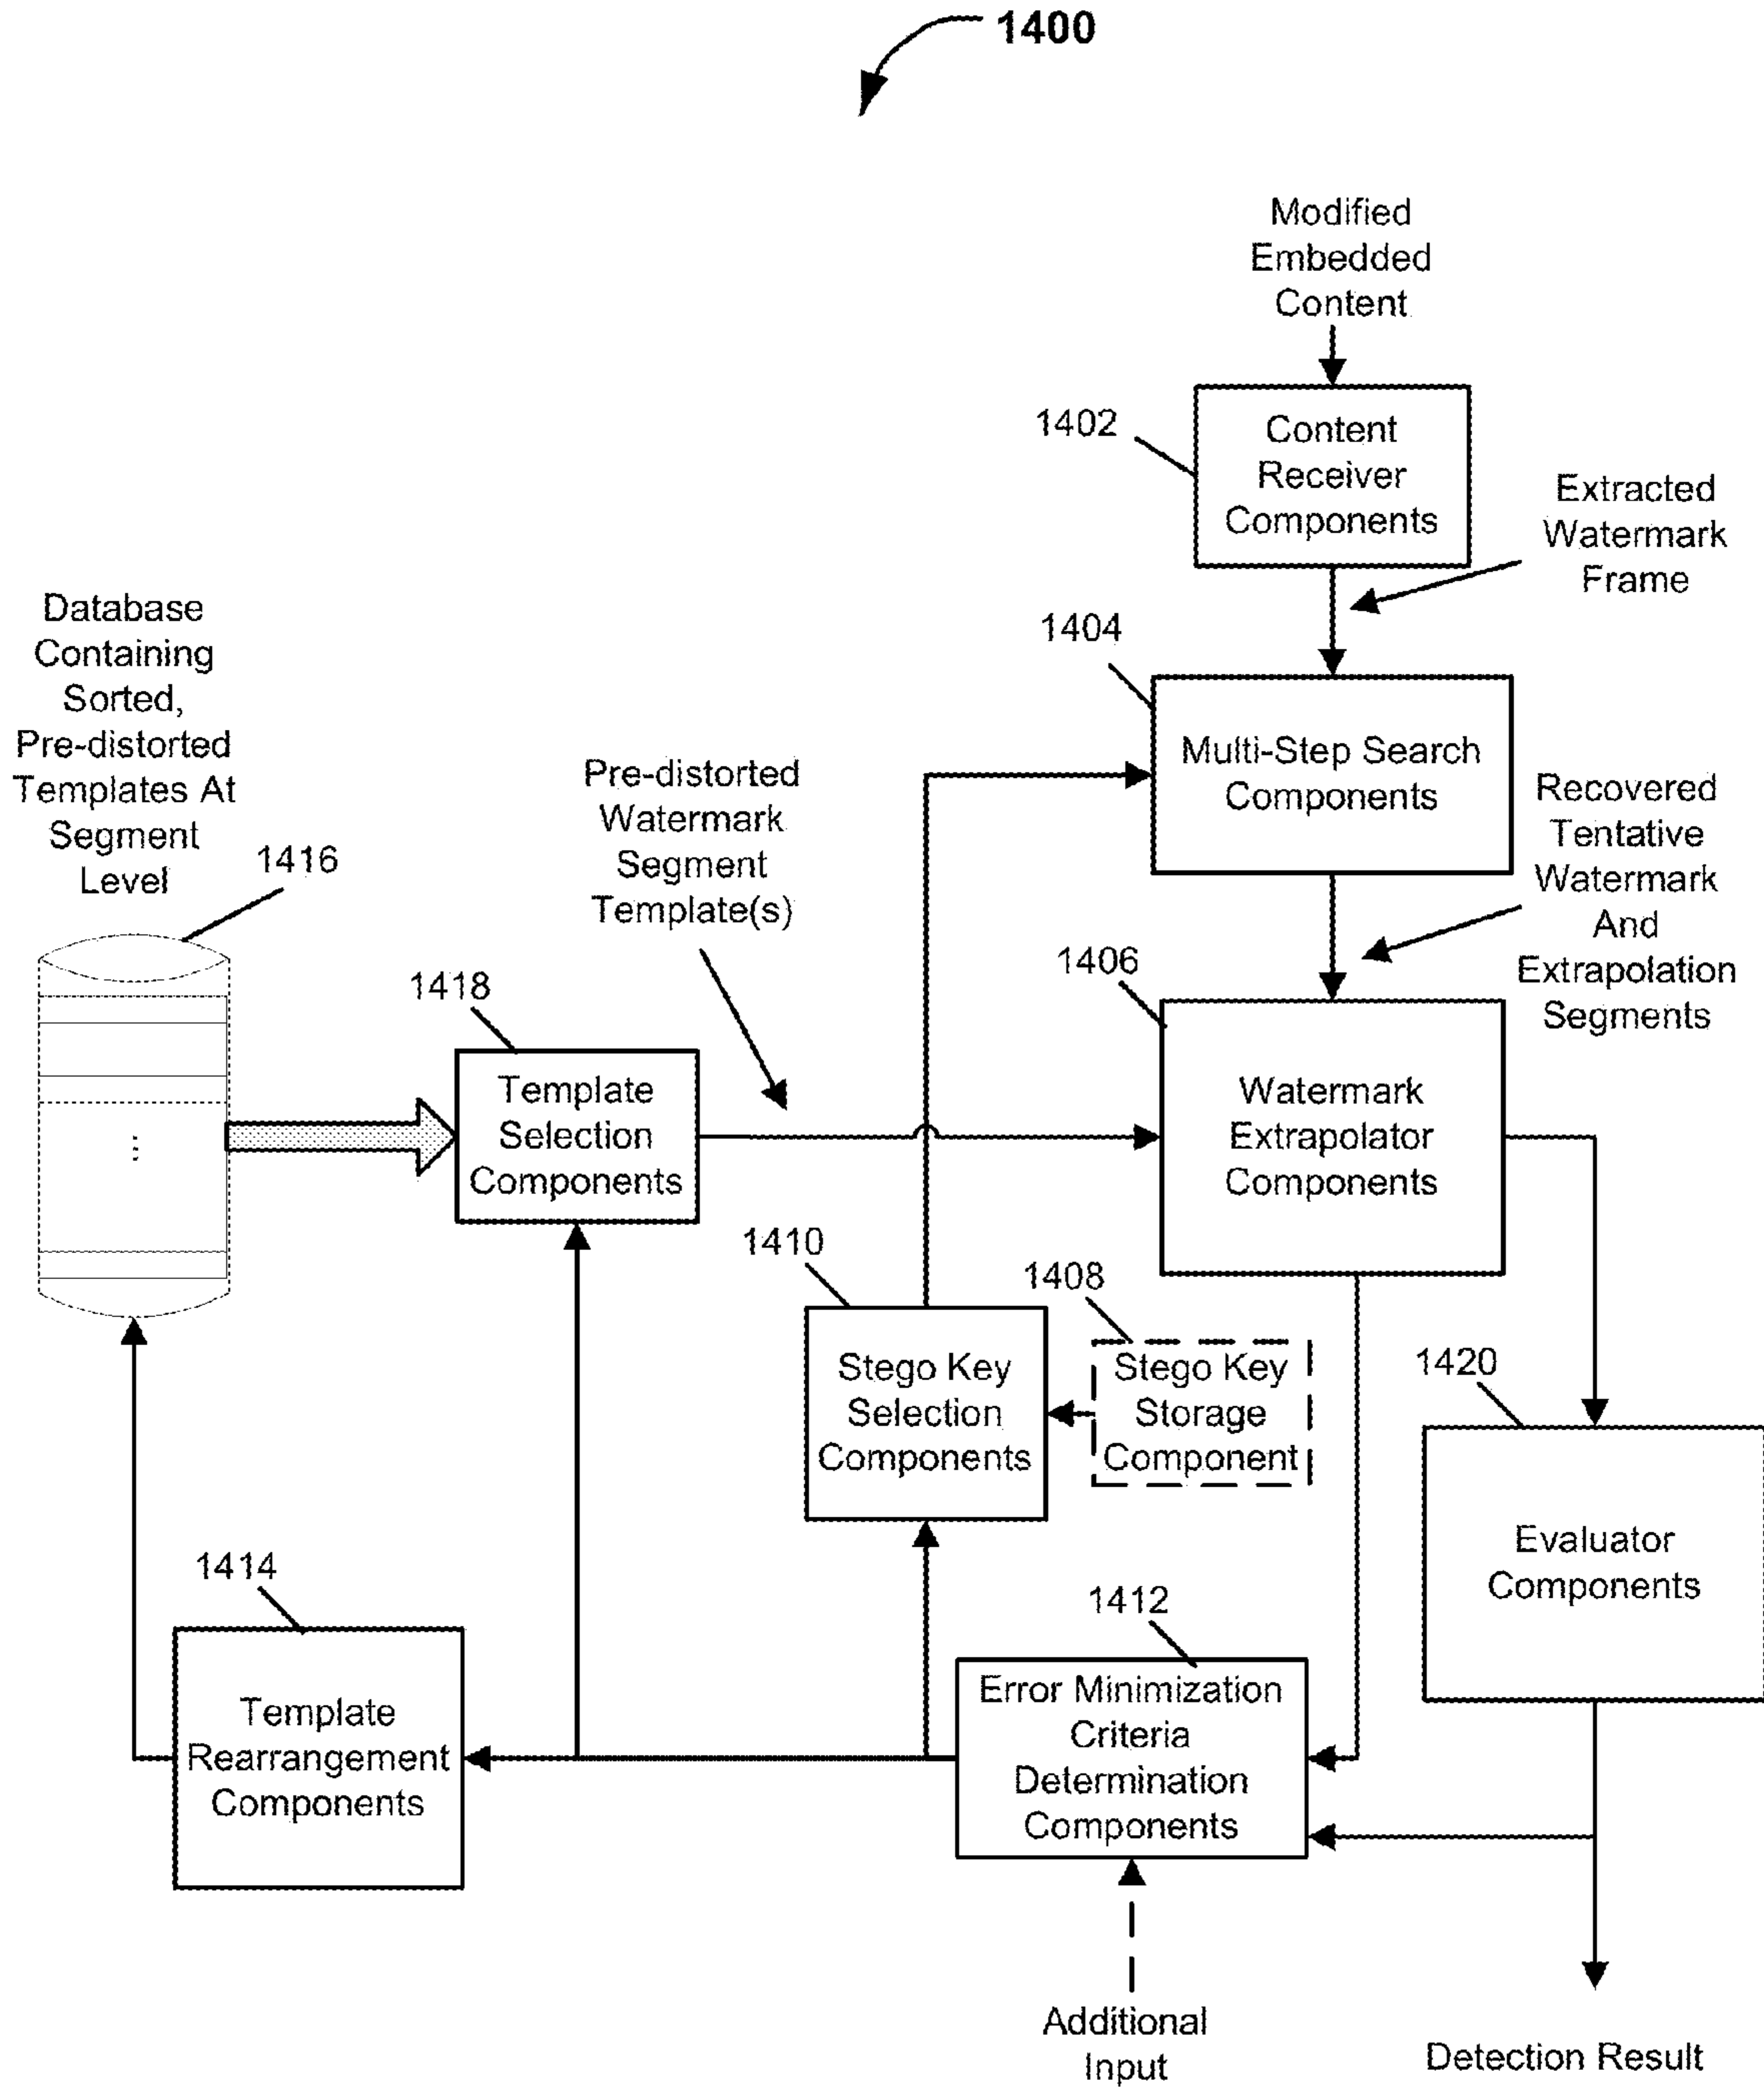 1400
Modified
Embedded
Content
1402
Content
Receiver
Components
Extracted
Watermark
Frame
Database
Containing
Sorted,
Pre-distorted
Templates At
Segment
Level
1404
Multi-Step Search
Components
Pre-distorted
Watermark
Segment
Template(s)
Recovered
Tentative
Watermark
And
Extrapolation
Segments
1416
1418
Template
Selection
Components
1406
Watermark
Extrapolator
Components
1410
Stego Key
Selection
Components
1408
Stego Key
Storage
Component
1420
Evaluator
Components
1414
Template
Rearrangement
Components
1412
Error Minimization
Criteria
Determination
Components
Additional
Input
Detection Result